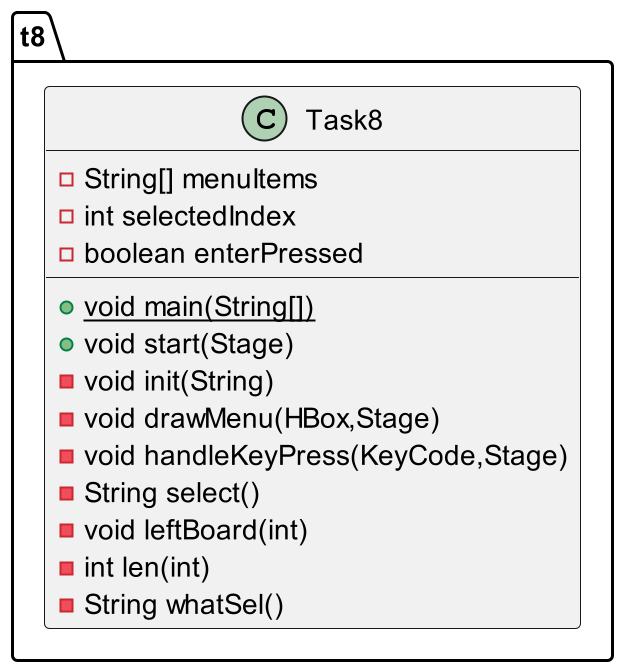 t8
C Task8
String[] menuItems
int selectedIndex
boolean enterPressed
void main(String[])
void start(Stage)
void init(String)
void drawMenu(HBox,Stage)
void handleKeyPress(KeyCode,Stage)
String select()
void leftBoard(int)
int len(int)
String whatSel()